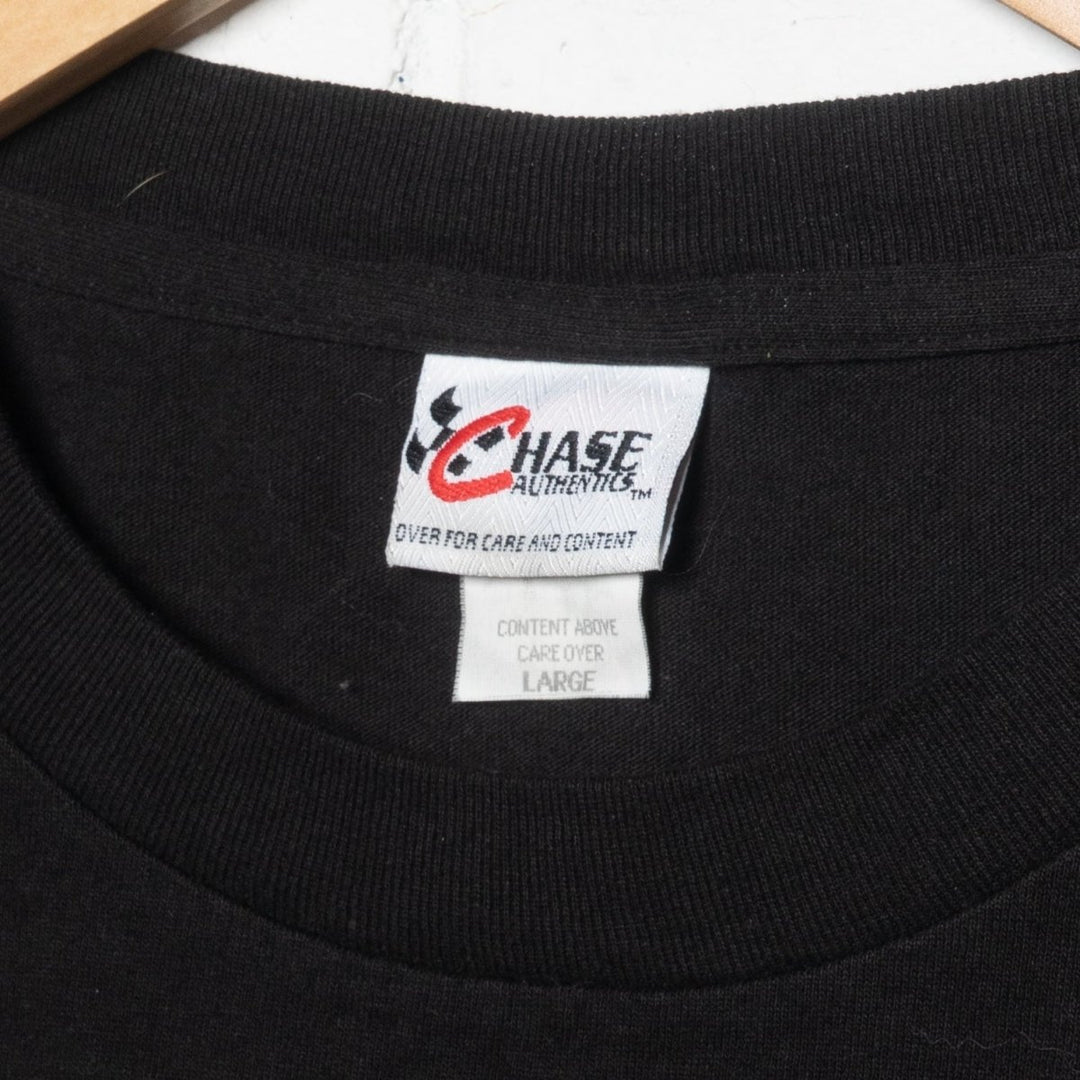 CHASE
AUTHENTICS™
OVER FOR CARE AND CONTENT
CONTENT ABOVE
CARE OVER
LARGE